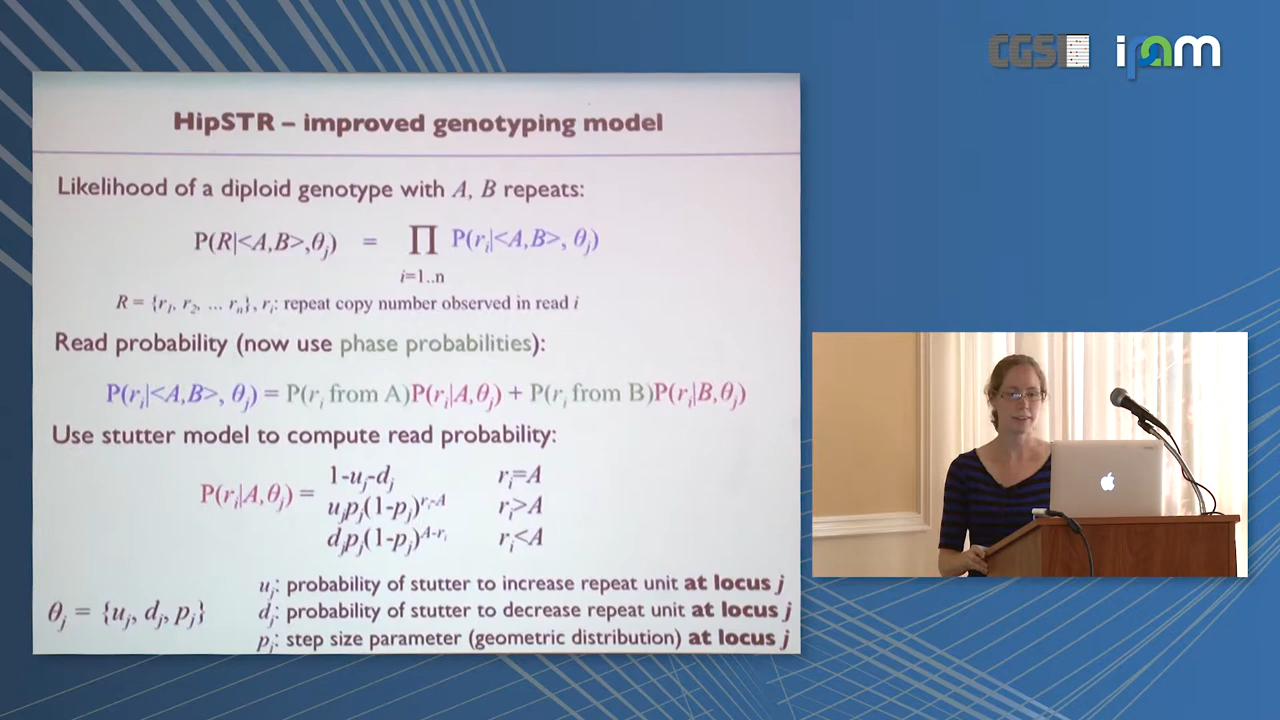 CGSI ipam
HipSTR – improved genotyping model
Likelihood of a diploid genotype with A, B repeats:
P(R|<A,B>,θj) = ∏ P(ri|<A,B>, θj)
i=1..n
R = {r1, r2, ... rn}, ri: repeat copy number observed in read i
Read probability (now use phase probabilities):
P(ri|<A,B>, θj) = P(ri from A)P(ri|A,θj) + P(ri from B)P(ri|B,θj)
Use stutter model to compute read probability:
1-uj-dj ri=A
P(ri|A,θj) = ujpj(1-pj)^ri-A ri>A
djpj(1-pj)^A-ri ri<A
uj: probability of stutter to increase repeat unit at locus j
θj = {uj, dj, pj} dj: probability of stutter to decrease repeat unit at locus j
pj: step size parameter (geometric distribution) at locus j